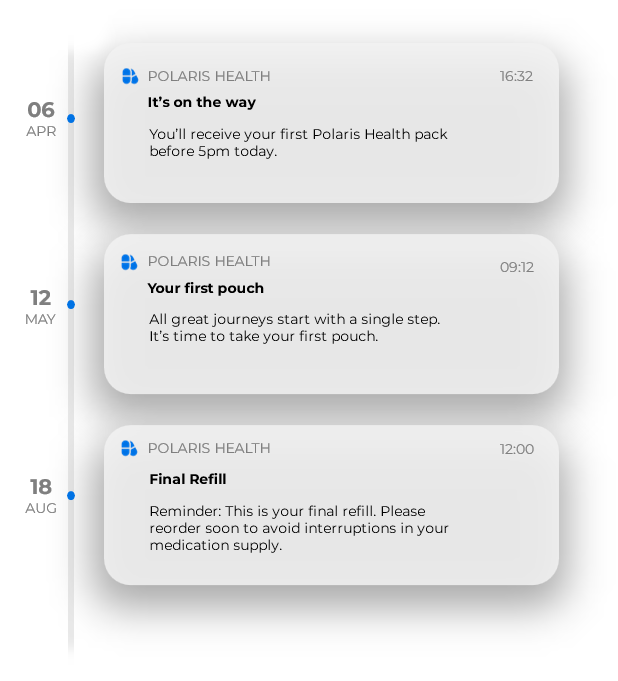 POLARIS HEALTH
16:32
06
APR
It’s on the way
You’ll receive your first Polaris Health pack
before 5pm today.
POLARIS HEALTH
09:12
12
MAY
Your first pouch
All great journeys start with a single step.
It’s time to take your first pouch.
POLARIS HEALTH
12:00
18
AUG
Final Refill
Reminder: This is your final refill. Please
reorder soon to avoid interruptions in your
medication supply.